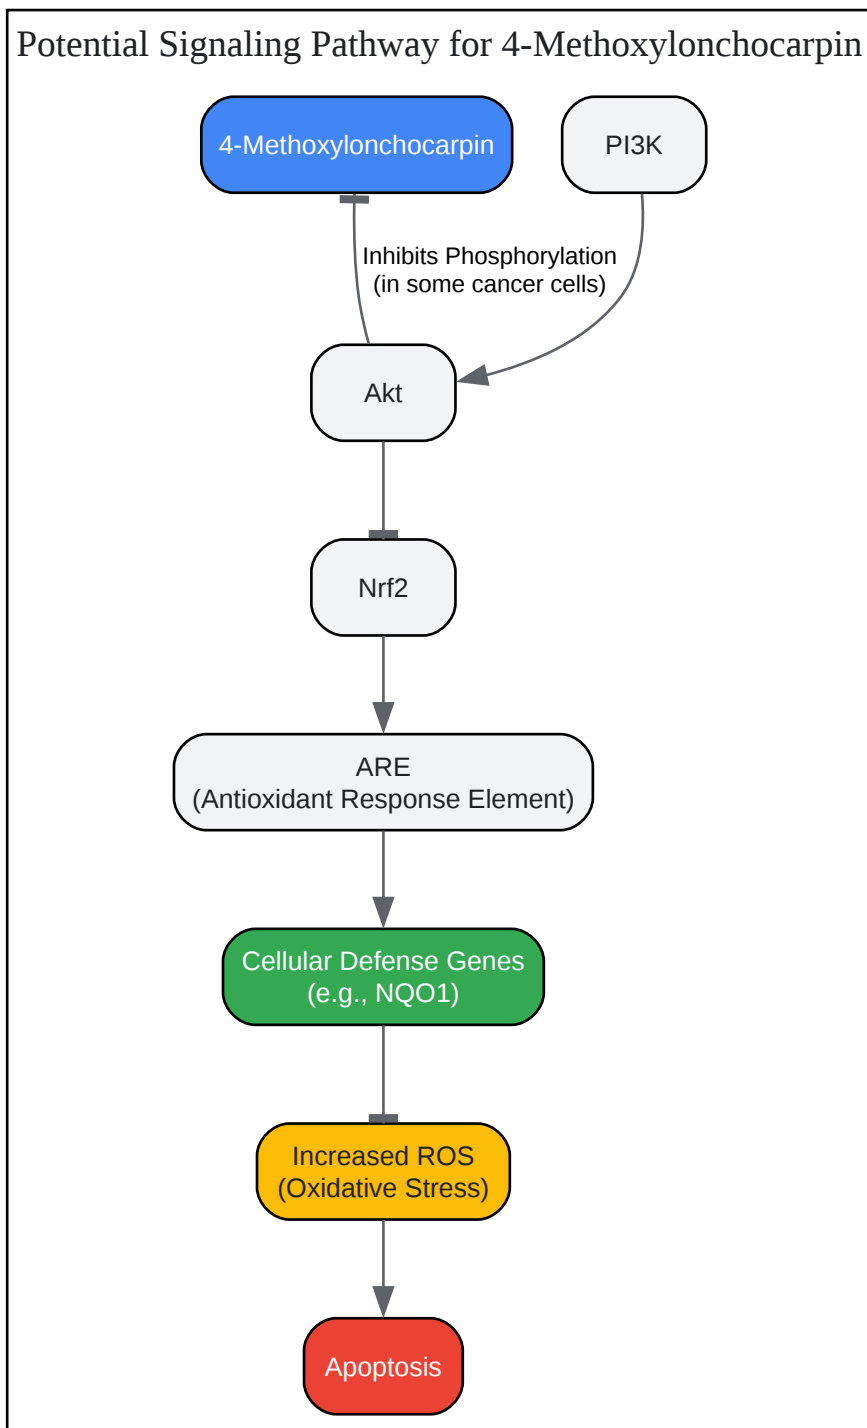 Potential Signaling Pathway for 4-Methoxylonchocarpin
4-Methoxylonchocarpin
PI3K
Inhibits Phosphorylation
(in some cancer cells)
Akt
Nrf2
ARE
(Antioxidant Response Element)
Cellular Defense Genes
(e.g., NQO1)
Increased ROS
(Oxidative Stress)
Apoptosis